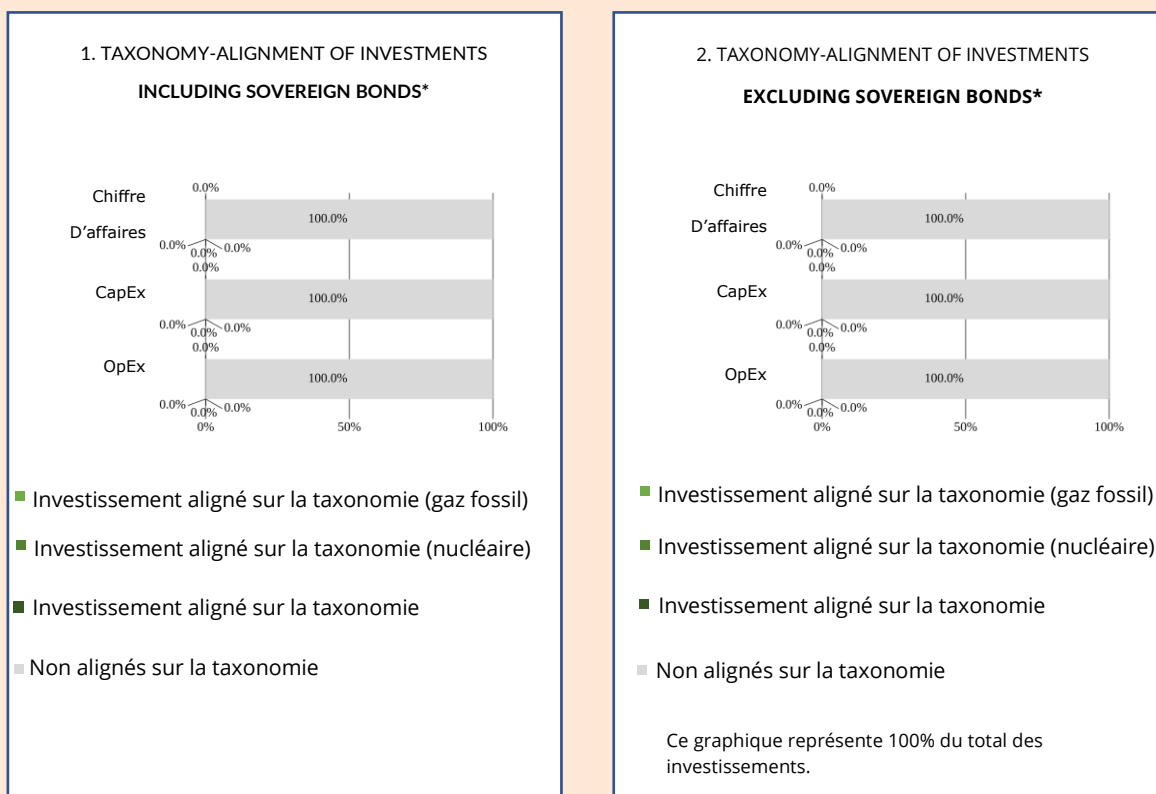 1. TAXONOMY-ALIGNMENT OF INVESTMENTS
INCLUDING SOVEREIGN BONDS*
Chiffre
D’affaires
0.0%
100.0%
0.0% 0.0% 0.0%
0.0%
CapEx
100.0%
0.0% 0.0% 0.0%
0.0%
OpEx
100.0%
0.0% 0.0% 0.0%
0% 50% 100%
Investissement aligné sur la taxonomie (gaz fossil)
Investissement aligné sur la taxonomie (nucléaire)
Investissement aligné sur la taxonomie
Non alignés sur la taxonomie
2. TAXONOMY-ALIGNMENT OF INVESTMENTS
EXCLUDING SOVEREIGN BONDS*
Chiffre
D’affaires
0.0%
100.0%
0.0% 0.0% 0.0%
0.0%
CapEx
100.0%
0.0% 0.0% 0.0%
0.0%
OpEx
100.0%
0.0% 0.0% 0.0%
0% 50% 100%
Investissement aligné sur la taxonomie (gaz fossil)
Investissement aligné sur la taxonomie (nucléaire)
Investissement aligné sur la taxonomie
Non alignés sur la taxonomie
Ce graphique représente 100% du total des
investissements.